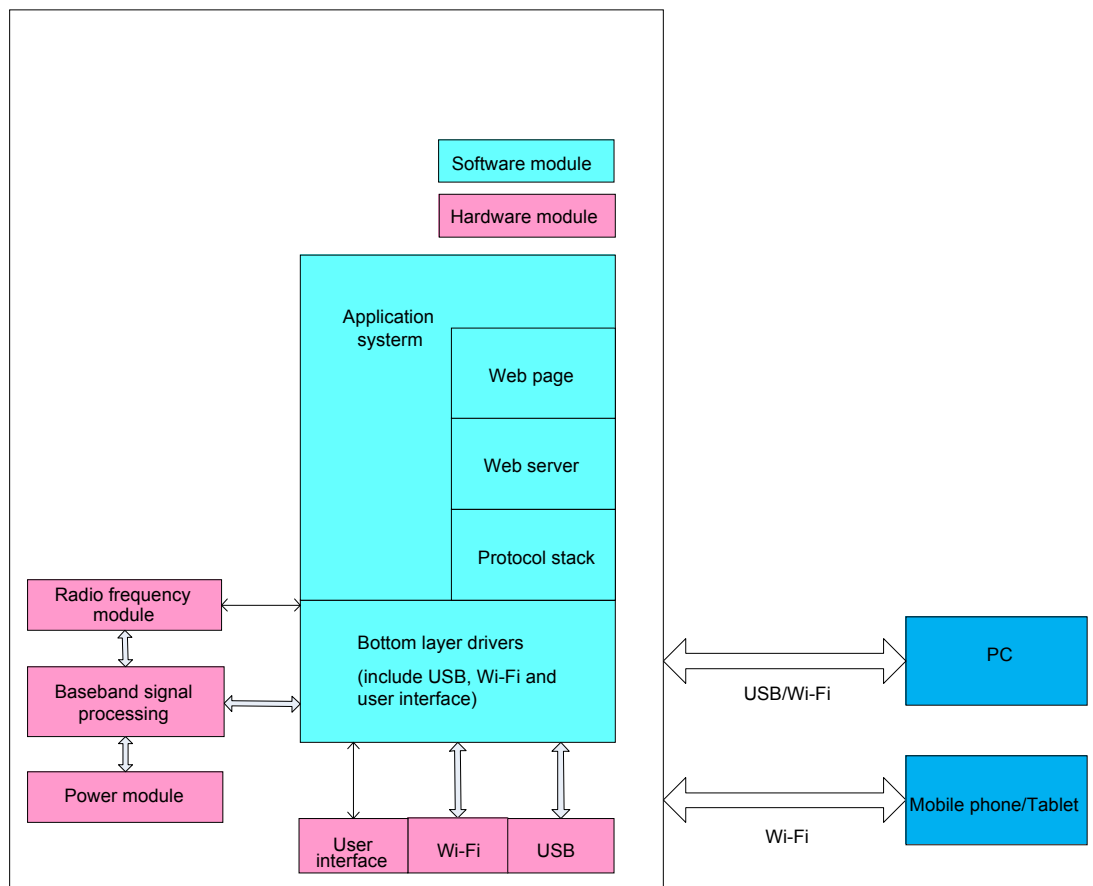 Software module
Hardware module
Application
systerm
Web page
Web server
Protocol stack
Radio frequency
module
Bottom layer drivers
(include USB, Wi-Fi and
user interface)
Baseband signal
processing
Power module
User
interface
Wi-Fi
USB
PC
USB/Wi-Fi
Mobile phone/Tablet
Wi-Fi